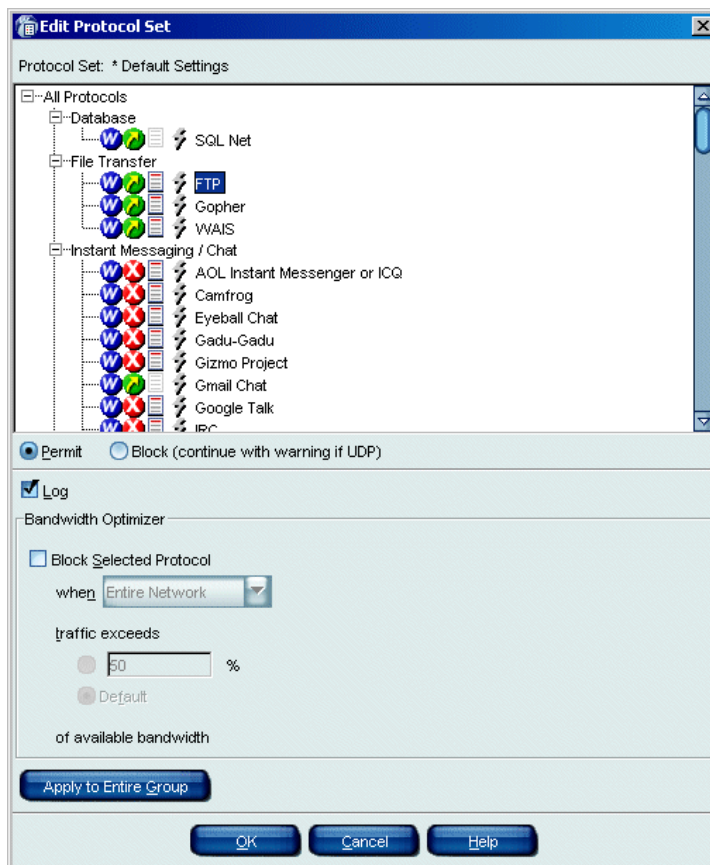 Edit Protocol Set
Protocol Set: * Default Settings
All Protocols
Database
W SQL Net
File Transfer
W FTP
W Gopher
W WAIS
Instant Messaging / Chat
W X AOL Instant Messenger or ICQ
W X Camfrog
W X Eyeball Chat
W X Gadu-Gadu
W X Gizmo Project
W Gmail Chat
W X Google Talk
W X IRC
Permit Block (continue with warning if UDP)
Log
Bandwidth Optimizer
Block Selected Protocol
when Entire Network
traffic exceeds
50 %
Default
of available bandwidth
Apply to Entire Group
OK Cancel Help